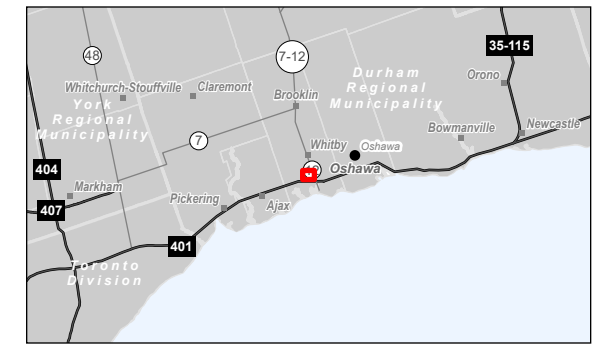 48
7-12
35-115
Durham
Regional
Municipality
Orono
Whitchurch-Stouffville
Claremont
Brooklin
York
Regional
Municipality
7
Bowmanville
Newcastle
Whitby
Oshawa
Oshawa
404
Markham
407
Pickering
Ajax
401
Toronto
Division